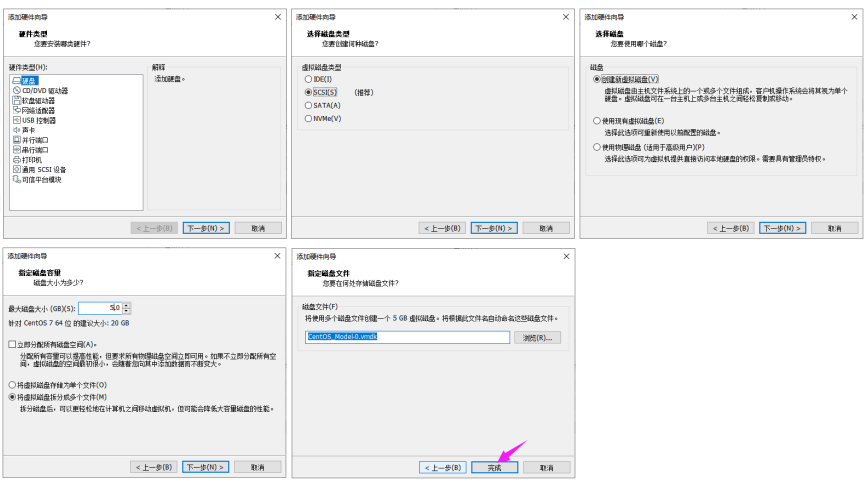 添加硬件向导
硬件类型
您要安装哪类硬件?
硬件类型(H):
硬盘
CD/DVD 驱动器
软盘驱动器
网络适配器
USB 控制器
声卡
并行端口
串行端口
打印机
通用 SCSI 设备
可信平台模块
解释
添加硬盘。
< 上一步(B)
下一步(N) >
取消
添加硬件向导
选择磁盘类型
您要创建何种磁盘?
虚拟磁盘类型
IDE(I)
SCSI(S) (推荐)
SATA(A)
NVMe(V)
< 上一步(B)
下一步(N) >
取消
添加硬件向导
选择磁盘
您要使用哪个磁盘?
磁盘
创建新虚拟磁盘(V)
虚拟磁盘由主机文件系统上的一个或多个文件组成,客户机操作系统会将其视为单个
硬盘。虚拟磁盘可在一台主机上或多台主机之间轻松复制或移动。
使用现有虚拟磁盘(E)
选择此选项可重新使用以前配置的磁盘。
使用物理磁盘 (适用于高级用户)(P)
选择此选项可为虚拟机提供直接访问本地硬盘的权限。需要具有管理员特权。
< 上一步(B)
下一步(N) >
取消
添加硬件向导
指定磁盘容量
磁盘大小为多少?
最大磁盘大小 (GB)(S):
5.0
针对 CentOS 7 64 位 的建议大小: 20 GB
立即分配所有磁盘空间(A)。
分配所有容量可以提高性能,但要求所有物理磁盘空间立即可用。如果不立即分配所有空
间,虚拟磁盘的空间最初很小,会随着您向其中添加数据而不断变大。
将虚拟磁盘存储为单个文件(O)
将虚拟磁盘拆分成多个文件(M)
拆分磁盘后,可以更轻松地在计算机之间移动虚拟机,但可能会降低大容量磁盘的性能。
< 上一步(B)
下一步(N) >
取消
添加硬件向导
指定磁盘文件
您要在何处存储磁盘文件?
磁盘文件(F)
将使用多个磁盘文件创建一个 5 GB 虚拟磁盘。将根据此文件名自动命名这些磁盘文件。
CentOS_Model-0.vmdk
浏览(R)...
< 上一步(B)
完成
取消